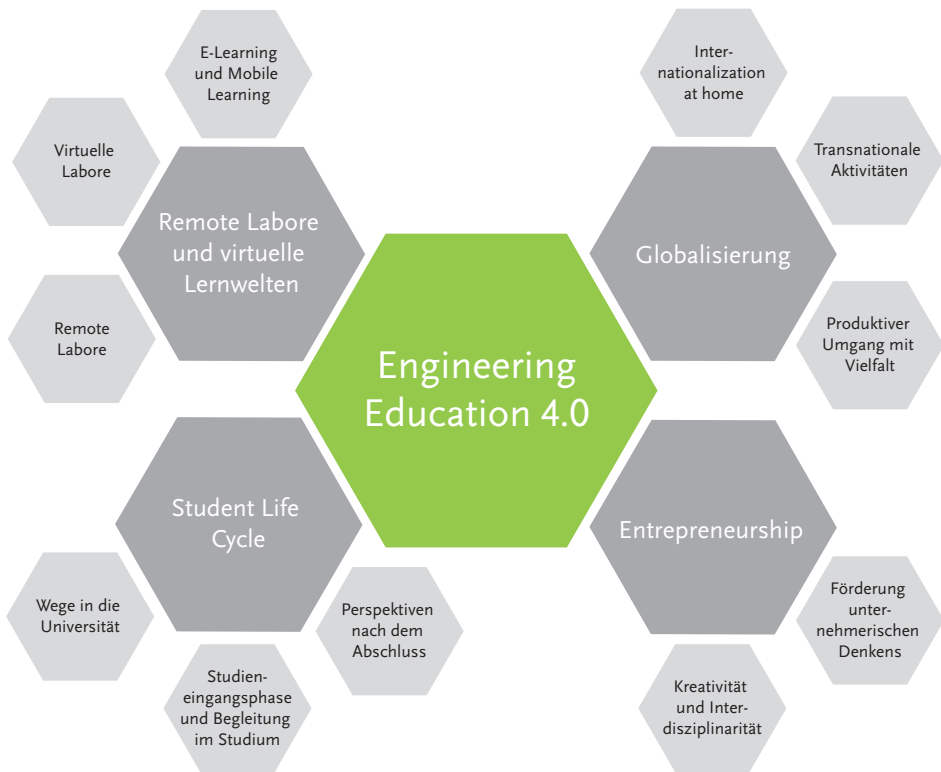 E-Learning
und Mobile
Learning
Virtuelle
Labore
Remote Labore
und virtuelle
Lernwelten
Remote
Labore
Inter-
nationalization
at home
Transnationale
Aktivitäten
Globalisierung
Produktiver
Umgang mit
Vielfalt
Engineering
Education 4.0
Student Life
Cycle
Wege in die
Universität
Studien-
eingangsphase
und Begleitung
im Studium
Perspektiven
nach dem
Abschluss
Entrepreneurship
Förderung
unter-
nehmerischen
Denkens
Kreativität
und Inter-
disziplinarität